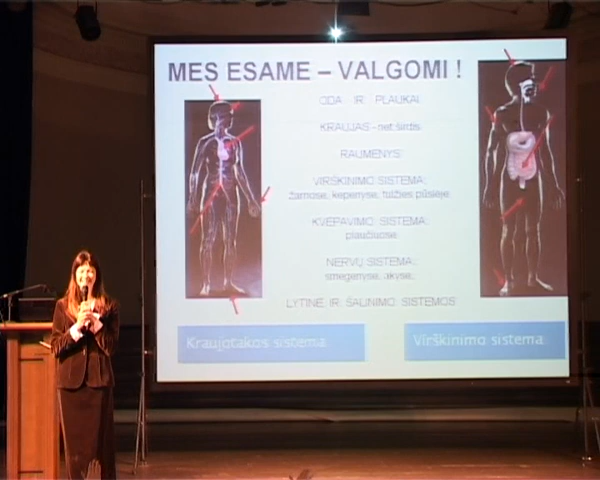 MES ESAME – VALGOMI !
ODA IR PLAUKAI
KRAUJAS - net širdis
RAUMENYS
VIRŠKINIMO SISTEMA:
žarnose, kepenyse, tulžies pūslėje
KVĖPAVIMO SISTEMA:
plaučiuose
NERVŲ SISTEMA:
smegenyse, akyse,
LYTINĖ IR ŠALINIMO SISTEMOS
Kraujotakos sistema
Virškinimo sistema